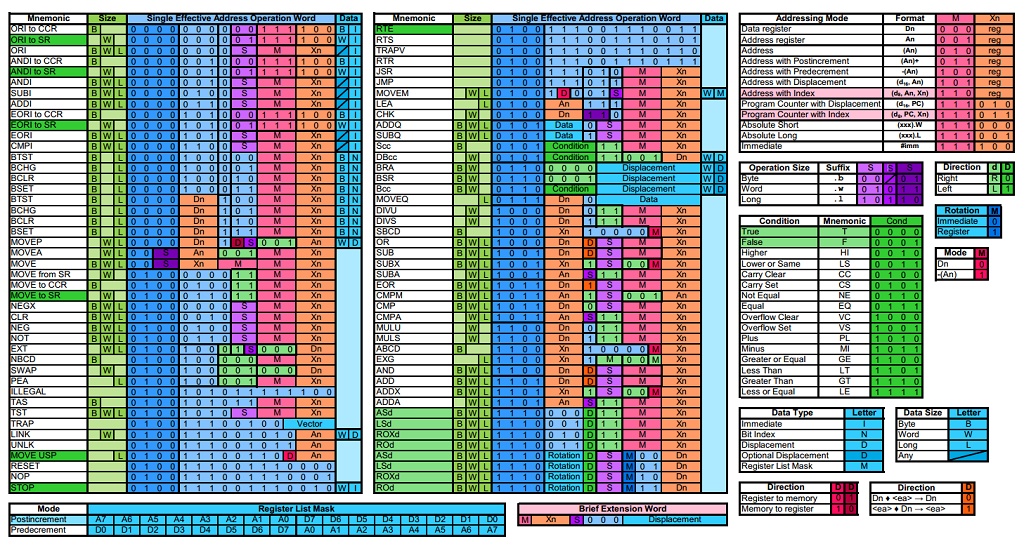 Mnemonic Size Single Effective Address Operation Word Data
ORI to CCR B 0 0 0 0 0 0 0 0 0 0 1 1 1 1 0 0 B I
ORI to SR W 0 0 0 0 0 0 0 0 0 1 1 1 1 1 0 0 W I
ORI B W L 0 0 0 0 0 0 0 0 S M Xn I
ANDI to CCR B 0 0 0 0 0 0 1 0 0 0 1 1 1 1 0 0 B I
ANDI to SR W 0 0 0 0 0 0 1 0 0 1 1 1 1 1 0 0 W I
ANDI B W L 0 0 0 0 0 0 1 0 S M Xn I
SUBI B W L 0 0 0 0 0 1 0 0 S M Xn I
ADDI B W L 0 0 0 0 0 1 1 0 S M Xn I
EORI to CCR B 0 0 0 0 1 0 1 0 0 0 1 1 1 1 0 0 B I
EORI to SR W 0 0 0 0 1 0 1 0 0 1 1 1 1 1 0 0 W I
EORI B W L 0 0 0 0 1 0 1 0 S M Xn I
CMPI B W L 0 0 0 0 1 1 0 0 S M Xn I
BTST B L 0 0 0 0 1 0 0 0 0 0 M Xn B N
BCHG B L 0 0 0 0 1 0 0 0 0 1 M Xn B N
BCLR B L 0 0 0 0 1 0 0 0 1 0 M Xn B N
BSET B L 0 0 0 0 1 0 0 0 1 1 M Xn B N
BTST B L 0 0 0 0 Dn 1 0 0 M Xn B N
BCHG B L 0 0 0 0 Dn 1 0 1 M Xn B N
BCLR B L 0 0 0 0 Dn 1 1 0 M Xn B N
BSET B L 0 0 0 0 Dn 1 1 1 M Xn B N
MOVEP W L 0 0 0 0 Dn 1 D S 0 0 1 An W D
MOVEA W L 0 0 S An 0 0 1 M Xn
MOVE B W L 0 0 S Xn M M Xn
MOVE from SR W 0 1 0 0 0 0 0 0 1 1 M Xn
MOVE to CCR B 0 1 0 0 0 1 0 0 1 1 M Xn
MOVE to SR W 0 1 0 0 0 1 1 0 1 1 M Xn
NEGX B W L 0 1 0 0 0 0 0 0 S M Xn
CLR B W L 0 1 0 0 0 0 1 0 S M Xn
NEG B W L 0 1 0 0 0 1 0 0 S M Xn
NOT B W L 0 1 0 0 0 1 1 0 S M Xn
EXT W L 0 1 0 0 1 0 0 0 1 S 0 0 0 Dn
NBCD B 0 1 0 0 1 0 0 0 0 0 M Xn
SWAP W 0 1 0 0 1 0 0 0 0 1 0 0 0 Dn
PEA L 0 1 0 0 1 0 0 0 0 1 M Xn
ILLEGAL 0 1 0 0 1 0 1 0 1 1 1 1 1 1 0 0
TAS B 0 1 0 0 1 0 1 0 1 1 M Xn
TST B W L 0 1 0 0 1 0 1 0 S M Xn
TRAP 0 1 0 0 1 1 1 0 0 1 0 0 Vector
LINK W 0 1 0 0 1 1 1 0 0 1 0 1 0 An W D
UNLK 0 1 0 0 1 1 1 0 0 1 0 1 1 An
MOVE USP L 0 1 0 0 1 1 1 0 0 1 1 0 D An
RESET 0 1 0 0 1 1 1 0 0 1 1 1 0 0 0 0
NOP 0 1 0 0 1 1 1 0 0 1 1 1 0 0 0 1
STOP 0 1 0 0 1 1 1 0 0 1 1 1 0 0 1 0 W I
Mnemonic Size Single Effective Address Operation Word Data
RTE 0 1 0 0 1 1 1 0 0 1 1 1 0 0 1 1
RTS 0 1 0 0 1 1 1 0 0 1 1 1 0 1 0 1
TRAPV 0 1 0 0 1 1 1 0 0 1 1 1 0 1 1 0
RTR 0 1 0 0 1 1 1 0 0 1 1 1 0 1 1 1
JSR 0 1 0 0 1 1 1 0 1 0 M Xn
JMP 0 1 0 0 1 1 1 0 1 1 M Xn
MOVEM W L 0 1 0 0 1 D 0 0 1 S M Xn W M
LEA L 0 1 0 0 An 1 1 1 M Xn
CHK W 0 1 0 0 Dn 1 1 0 M Xn
ADDQ B W L 0 1 0 1 Data 0 S M Xn
SUBQ B W L 0 1 0 1 Data 1 S M Xn
Scc B 0 1 0 1 Condition 1 1 M Xn
DBcc W 0 1 0 1 Condition 1 1 0 0 1 Dn W D
BRA B W 0 1 1 0 0 0 0 0 Displacement W D
BSR B W 0 1 1 0 0 0 0 1 Displacement W D
Bcc B W 0 1 1 0 Condition Displacement W D
MOVEQ L 0 1 1 1 Dn 0 Data
DIVU W 1 0 0 0 Dn 0 1 1 M Xn
DIVS W 1 0 0 0 Dn 1 1 1 M Xn
SBCD B 1 0 0 0 Xn 1 0 0 0 0 M Xn
OR B W L 1 0 0 0 Dn D S M Xn
SUB B W L 1 0 0 1 Dn D S M Xn
SUBX B W L 1 0 0 1 Xn 1 S 0 0 M Xn
SUBA W L 1 0 0 1 An S 1 1 M Xn
EOR B W L 1 0 1 1 Dn 1 S M Xn
CMPM B W L 1 0 1 1 An 1 S 0 0 1 An
CMP B W L 1 0 1 1 Dn 0 S M Xn
CMPA W L 1 0 1 1 An S 1 1 M Xn
MULU W 1 1 0 0 Dn 0 1 1 M Xn
MULS W 1 1 0 0 Dn 1 1 1 M Xn
ABCD B 1 1 0 0 Xn 1 0 0 0 0 M Xn
EXG L 1 1 0 0 Xn 1 M 0 0 M Xn
AND B W L 1 1 0 0 Dn D S M Xn
ADD B W L 1 1 0 1 Dn D S M Xn
ADDX B W L 1 1 0 1 Xn 1 S 0 0 M Xn
ADDA W L 1 1 0 1 An S 1 1 M Xn
ASd B W L 1 1 1 0 0 0 0 D 1 1 M Xn
LSd B W L 1 1 1 0 0 0 1 D 1 1 M Xn
ROXd B W L 1 1 1 0 0 1 0 D 1 1 M Xn
ROd B W L 1 1 1 0 0 1 1 D 1 1 M Xn
ASd B W L 1 1 1 0 Rotation D S M 0 0 Dn
LSd B W L 1 1 1 0 Rotation D S M 0 1 Dn
ROXd B W L 1 1 1 0 Rotation D S M 1 0 Dn
ROd B W L 1 1 1 0 Rotation D S M 1 1 Dn
Addressing Mode Format M Xn
Data register Dn 0 0 0 reg
Address register An 0 0 1 reg
Address (An) 0 1 0 reg
Address with Postincrement (An)+ 0 1 1 reg
Address with Predecrement -(An) 1 0 0 reg
Address with Displacement (d16, An) 1 0 1 reg
Address with Index (d8, An, Xn) 1 1 0 reg
Program Counter with Displacement (d16, PC) 1 1 1 0 1 0
Program Counter with Index (d8, PC, Xn) 1 1 1 0 1 1
Absolute Short (xxx).W 1 1 1 0 0 0
Absolute Long (xxx).L 1 1 1 0 0 1
Immediate #imm 1 1 1 1 0 0
Operation Size Suffix S S S
Byte .b 0 0 0 1
Word .w 0 1 0 1 1
Long .l 1 0 1 1 0
Direction d D
Right R 0
Left L 1
Rotation M
Immediate 0
Register 1
Condition Mnemonic Cond
True T 0 0 0 0
False F 0 0 0 1
Higher HI 0 0 1 0
Lower or Same LS 0 0 1 1
Carry Clear CC 0 1 0 0
Carry Set CS 0 1 0 1
Not Equal NE 0 1 1 0
Equal EQ 0 1 1 1
Overflow Clear VC 1 0 0 0
Overflow Set VS 1 0 0 1
Plus PL 1 0 1 0
Minus MI 1 0 1 1
Greater or Equal GE 1 1 0 0
Less Than LT 1 1 0 1
Greater Than GT 1 1 1 0
Less or Equal LE 1 1 1 1
Mode M
Dn 0
-(An) 1
Data Type Letter
Immediate I
Bit Index N
Displacement D
Optional Displacement D
Register List Mask M
Data Size Letter
Byte B
Word W
Long L
Any
Direction D D
Register to memory 0 1
Memory to register 1 0
Direction D
Dn ♦ <ea> → Dn 0
<ea> ♦ Dn → <ea> 1
Mode Register List Mask
Postincrement A7 A6 A5 A4 A3 A2 A1 A0 D7 D6 D5 D4 D3 D2 D1 D0
Predecrement D0 D1 D2 D3 D4 D5 D6 D7 A0 A1 A2 A3 A4 A5 A6 A7
Brief Extension Word
M Xn S 0 0 0 Displacement